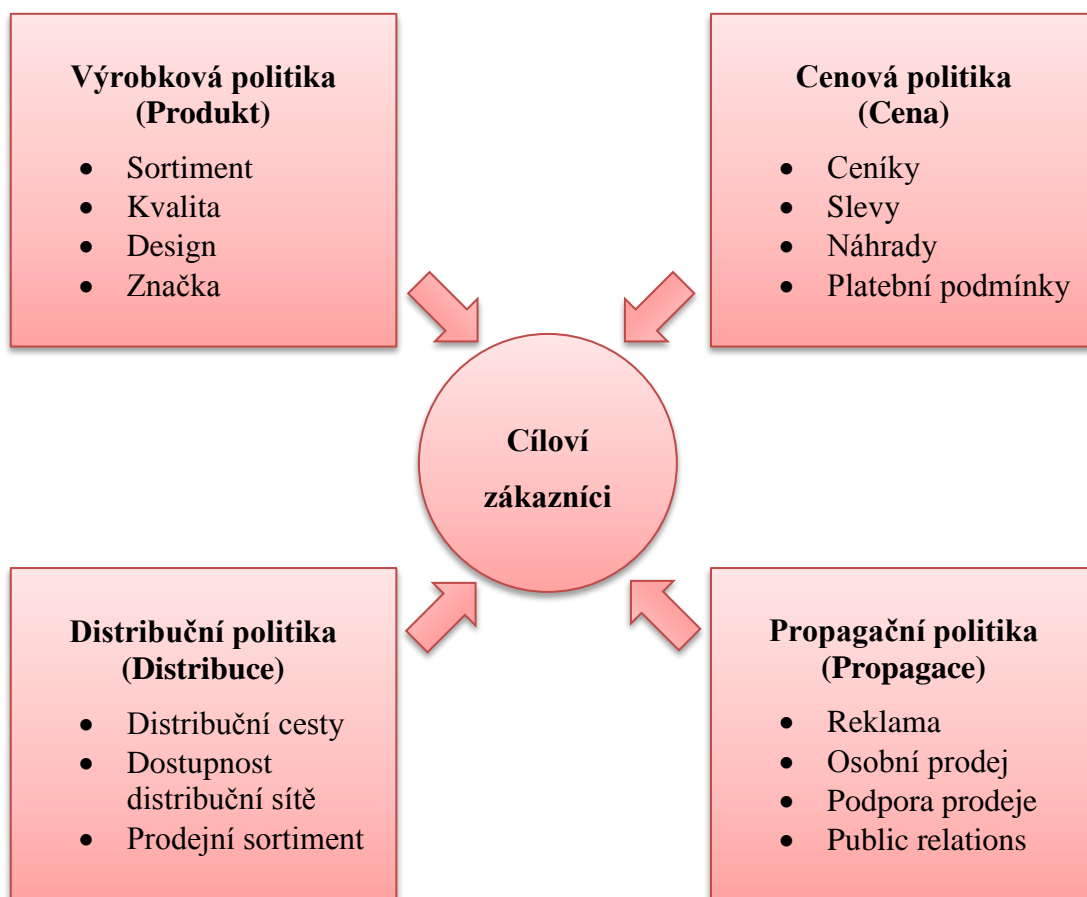 Výrobková politika
(Produkt)
• Sortiment
• Kvalita
• Design
• Značka
Cenová politika
(Cena)
• Ceníky
• Slevy
• Náhrady
• Platební podmínky
Cíloví
zákazníci
Distribuční politika
(Distribuce)
• Distribuční cesty
• Dostupnost
distribuční sítě
• Prodejní sortiment
Propagační politika
(Propagace)
• Reklama
• Osobní prodej
• Podpora prodeje
• Public relations